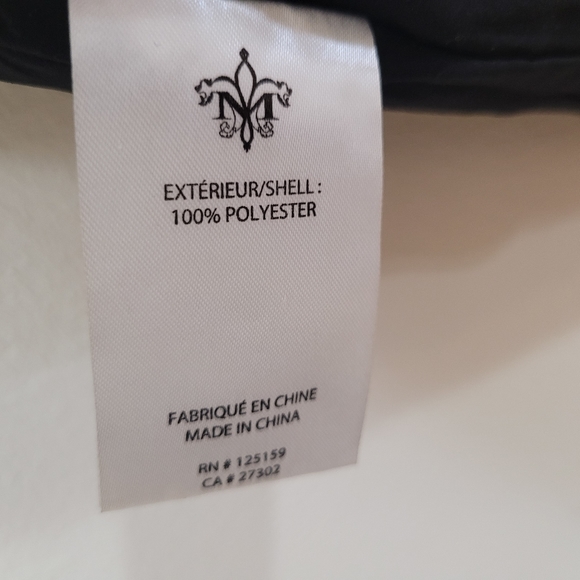 M
EXTÉRIEUR/SHELL :
100% POLYESTER
FABRIQUÉ EN CHINE
MADE IN CHINA
RN # 125159
CA # 27302